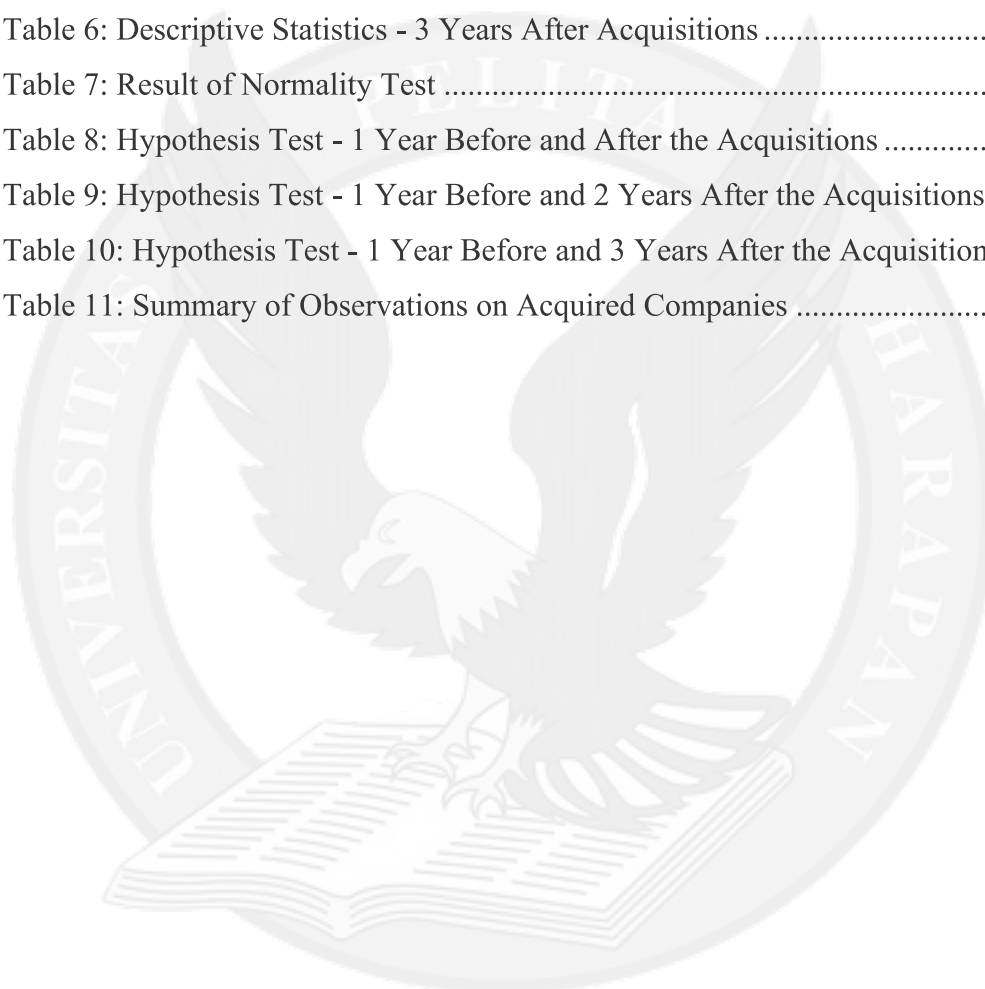 Table 6: Descriptive Statistics - 3 Years After Acquisitions ............................
Table 7: Result of Normality Test ....................................................................
Table 8: Hypothesis Test - 1 Year Before and After the Acquisitions .............
Table 9: Hypothesis Test - 1 Year Before and 2 Years After the Acquisitions
Table 10: Hypothesis Test - 1 Year Before and 3 Years After the Acquisition
Table 11: Summary of Observations on Acquired Companies ........................
UNIVERSITAS PELITA HARAPAN